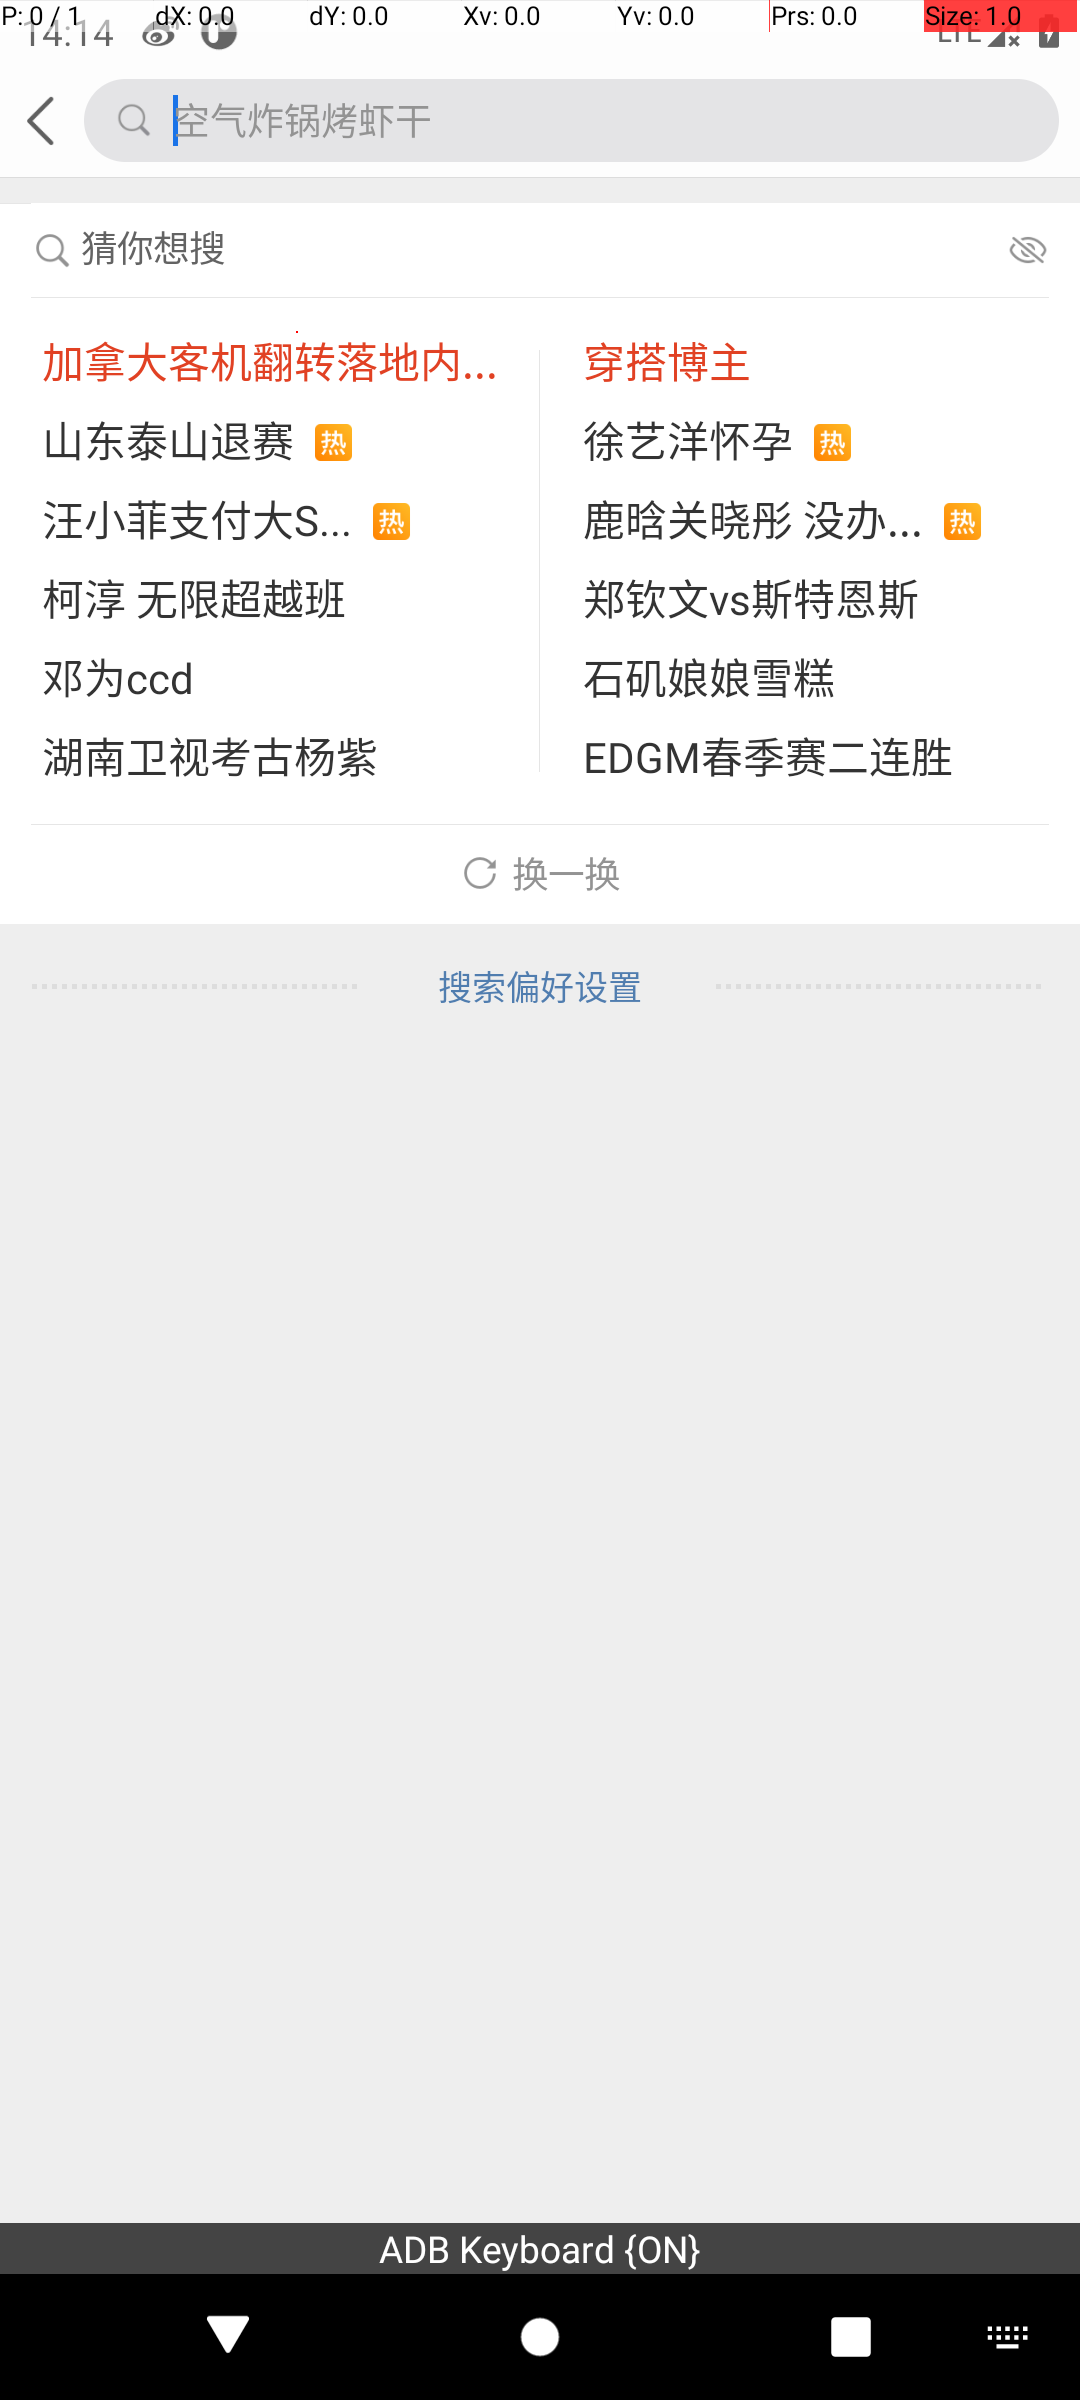 P: 0 / 1 dX: 0.0 dY: 0.0 Xv: 0.0 Yv: 0.0 Prs: 0.0 Size: 1.0
14:14 LTE
空气炸锅烤虾干
猜你想搜
加拿大客机翻转落地内... 穿搭博主
山东泰山退赛 热 徐艺洋怀孕 热
汪小菲支付大S... 热 鹿晗关晓彤 没办... 热
柯淳 无限超越班 郑钦文vs斯特恩斯
邓为ccd 石矶娘娘雪糕
湖南卫视考古杨紫 EDGM春季赛二连胜
换一换
搜索偏好设置
ADB Keyboard {ON}